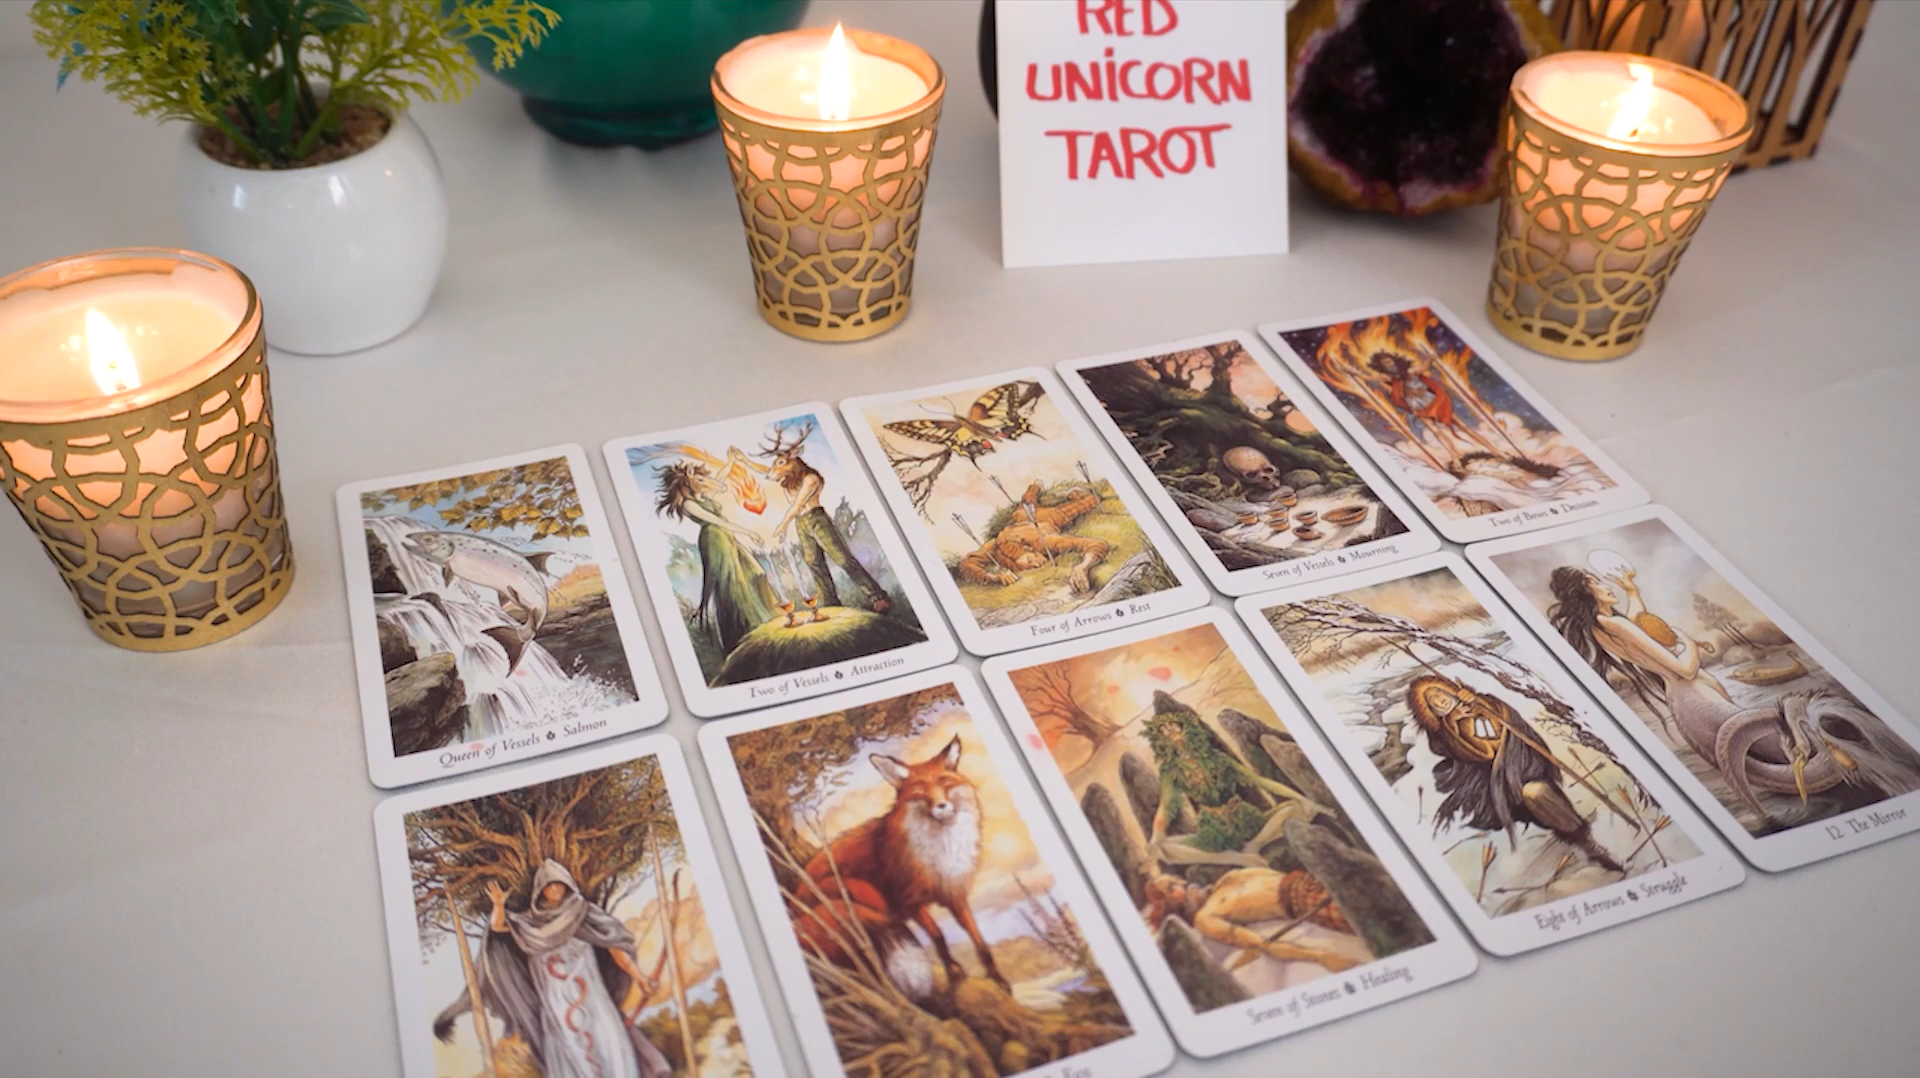 RED
UNiCORN
TAROT
Queen of Vessels Salmon
Two of Vessels Attraction
Four of Arrows Rest
Seven of Vessels Mourning
Two of Bows Decision
Seven of Stones Healing
Eight of Arrows Struggle
12 The Mirror